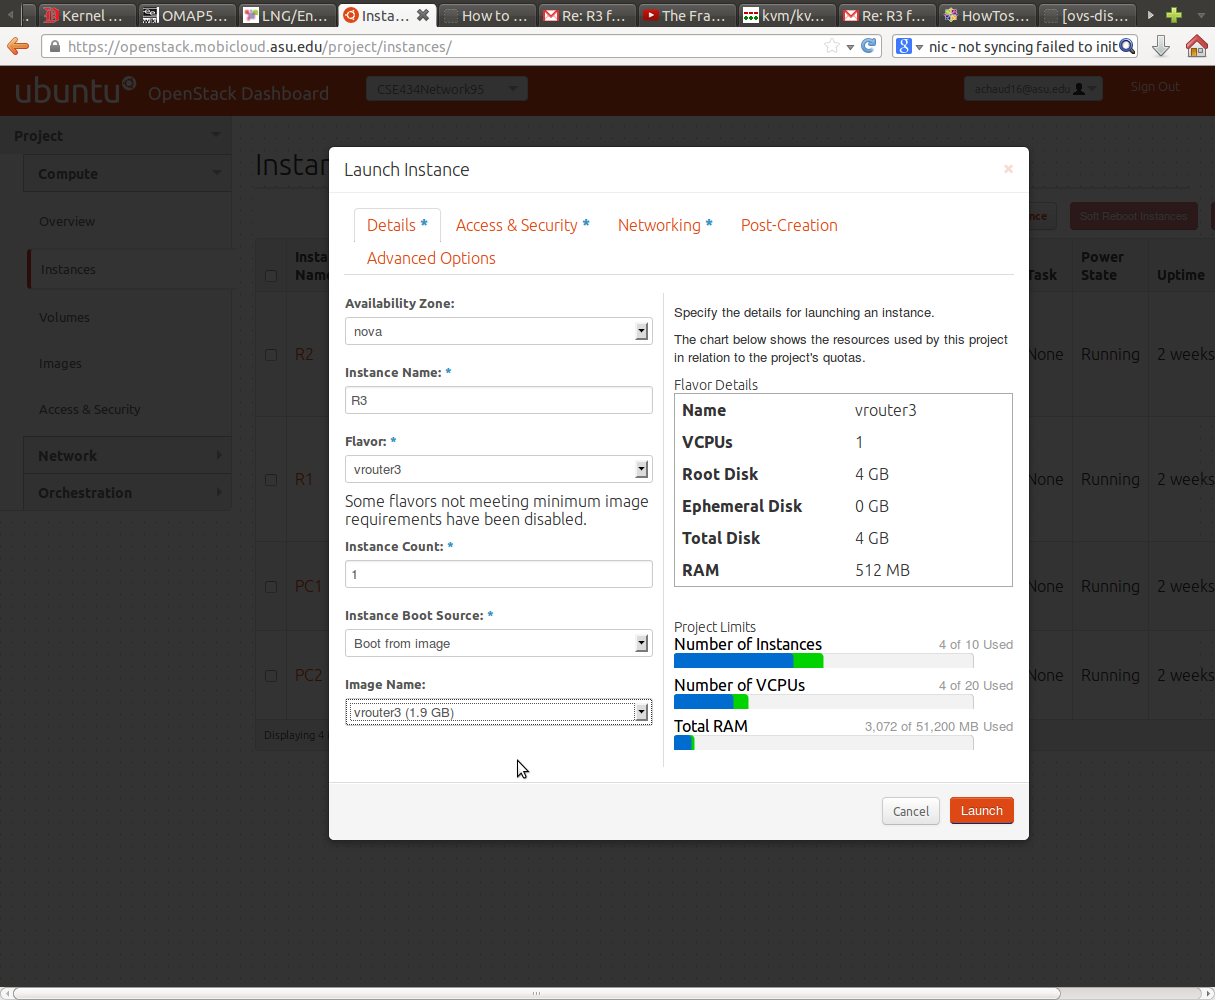 Kernel ...
OMAP5...
LNG/En...
Insta...
How to ...
Re: R3 f...
The Fra...
kvm/kv...
Re: R3 f...
HowTos...
[ovs-dis...
https://openstack.mobicloud.asu.edu/project/instances/
nic - not syncing failed to init
ubuntu OpenStack Dashboard
CSE434Network95
achaud16@asu.edu
Sign Out
Project
Compute
Overview
Instances
Volumes
Images
Access & Security
Network
Orchestration
Instan
nce
Soft Reboot Instances
Insta
Name
Task
Power
State
Uptime
R2
None
Running
2 weeks
R1
None
Running
2 weeks
PC1
None
Running
2 weeks
PC2
None
Running
2 weeks
Displaying 4
Launch Instance
×
Details *
Access & Security *
Networking *
Post-Creation
Advanced Options
Availability Zone:
nova
Instance Name: *
R3
Flavor: *
vrouter3
Some flavors not meeting minimum image
requirements have been disabled.
Instance Count: *
1
Instance Boot Source: *
Boot from image
Image Name:
vrouter3 (1.9 GB)
Specify the details for launching an instance.
The chart below shows the resources used by this project
in relation to the project's quotas.
Flavor Details
Name vrouter3
VCPUs 1
Root Disk 4 GB
Ephemeral Disk 0 GB
Total Disk 4 GB
RAM 512 MB
Project Limits
Number of Instances 4 of 10 Used
Number of VCPUs 4 of 20 Used
Total RAM 3,072 of 51,200 MB Used
Cancel
Launch